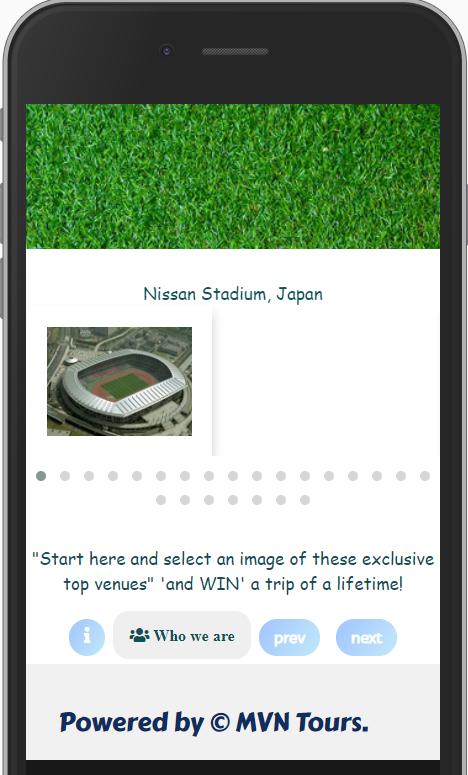 Nissan Stadium, Japan
"Start here and select an image of these exclusive
top venues" 'and WIN' a trip of a lifetime!
i Who we are prev next
Powered by © MVN Tours.